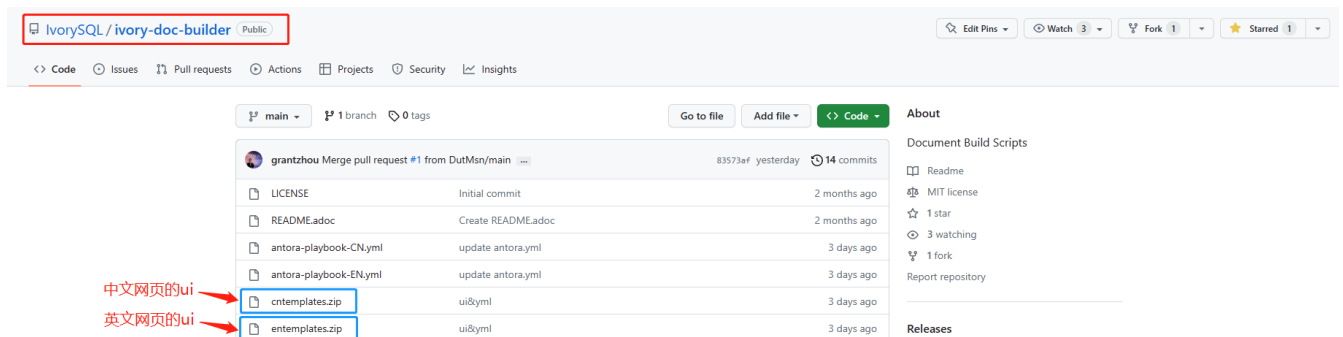 IvorySQL / ivory-doc-builder Public
Edit Pins Watch 3 Fork 1 Starred 1
Code Issues Pull requests Actions Projects Security Insights
main 1 branch 0 tags Go to file Add file Code
About
Document Build Scripts
grantzhou Merge pull request #1 from DutMsn/main ... 83573af yesterday 14 commits
Readme
LICENSE Initial commit 2 months ago
MIT license
README.adoc Create README.adoc 2 months ago
1 star
3 watching
antora-playbook-CN.yml update antora.yml 3 days ago
1 fork
antora-playbook-EN.yml update antora.yml 3 days ago
Report repository
中文网页的ui
cntemplates.zip ui&yml 3 days ago
英文网页的ui
entemplates.zip ui&yml 3 days ago
Releases